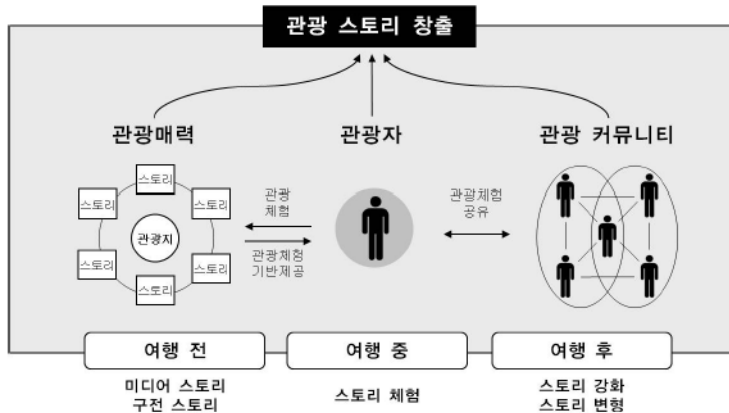 관광 스토리 창출
관광매력
관광자
관광 커뮤니티
스토리
스토리
스토리
관광지
스토리
스토리
스토리
관광
체험
관광체험
기반제공
관광체험
공유
여행 전
여행 중
여행 후
미디어 스토리
구전 스토리
스토리 체험
스토리 강화
스토리 변형